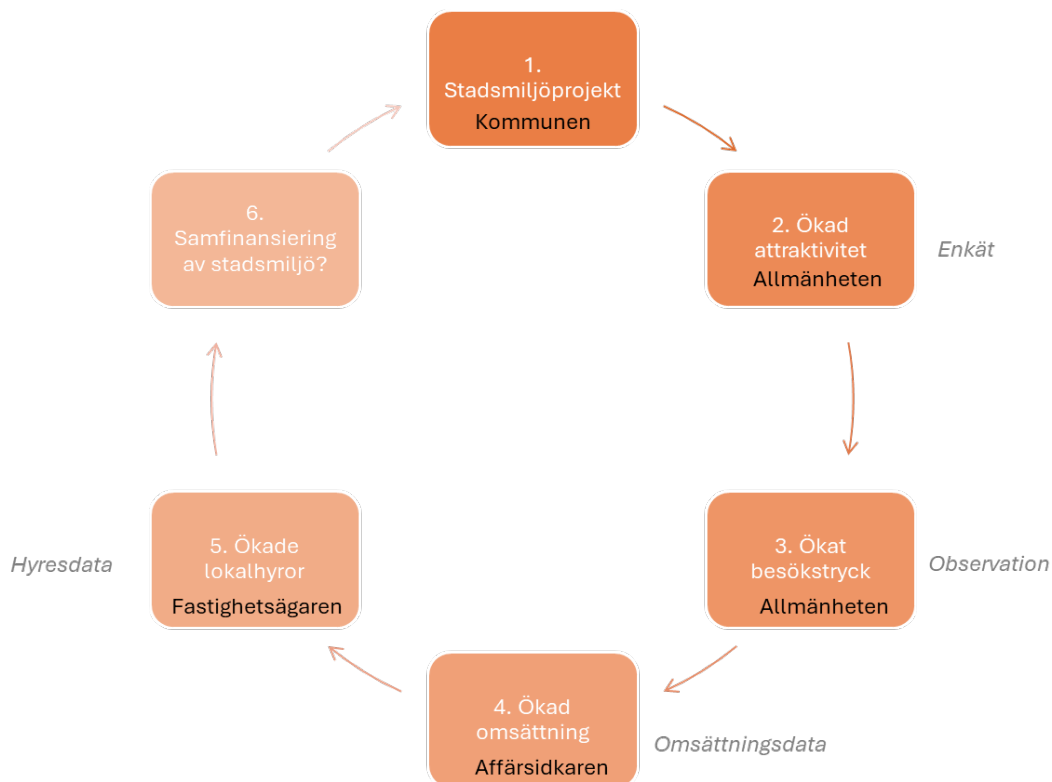 1.
Stadsmiljöprojekt
Kommunen
2. Ökad
attraktivitet
Allmänheten
Enkät
3. Ökat
besökstryck
Allmänheten
Observation
4. Ökad
omsättning
Affärsidkaren
Omsättningsdata
5. Ökade
lokalhyror
Fastighetsägaren
Hyresdata
6.
Samfinansiering
av stadsmiljö?